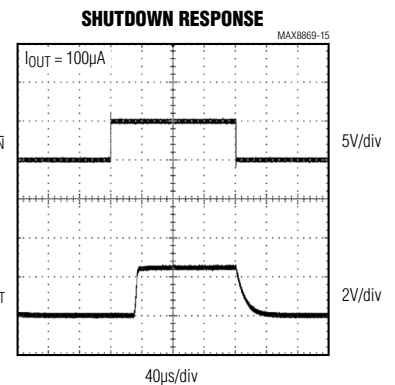 SHUTDOWN RESPONSE
MAX8869-15
IOUT = 100µA
5V/div
2V/div
40µs/div